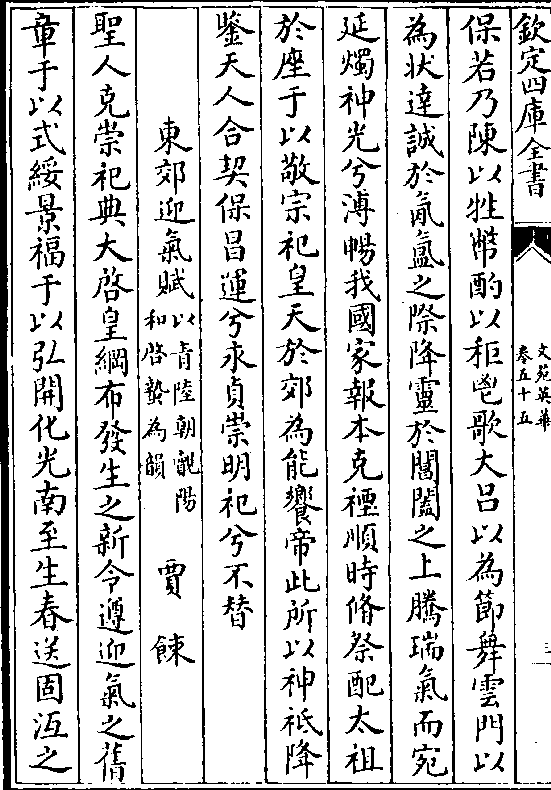 欽定四庫全書
文苑英華
卷五十五
三
保若乃陳以牲幣酌以秬鬯歌大吕以為節舞雲門以
為狀達誠於氤氲之際降靈於閶闔之上騰瑞氣而宛
延燭神光兮溥暢我國家報本克禋順時脩祭配太祖
於座于以敬宗祀皇天於郊為能饗帝此所以神祗降
鑒天人合契保昌運兮永貞崇明祀兮不替
東郊迎氣賦以青陸朝覿陽
和啓蟄為韻
賈餗
聖人克崇祀典大啓皇綱布發生之新令遵迎氣之舊
章于以式綏景福于以弘開化光南至生春送固冱之